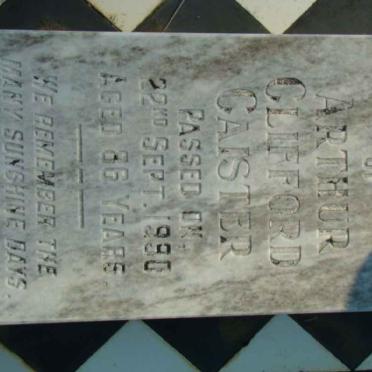 ARTHUR
CLIFFORD
CAISTER
PASSED ON.
22ND SEPT. 1990
AGED 86 YEARS.
WE REMEMBER THE
MANY SUNSHINE DAYS.